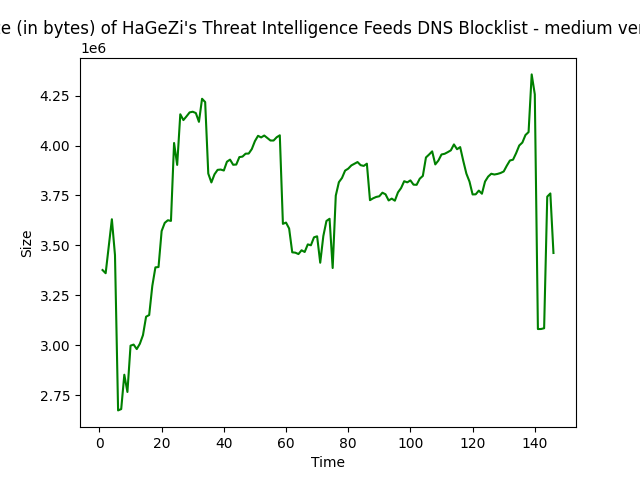 (in bytes) of HaGeZi's Threat Intelligence Feeds DNS Blocklist - medium
1e6
4.25
4.00
3.75
3.50
3.25
3.00
2.75
Size
0 20 40 60 80 100 120 140
Time